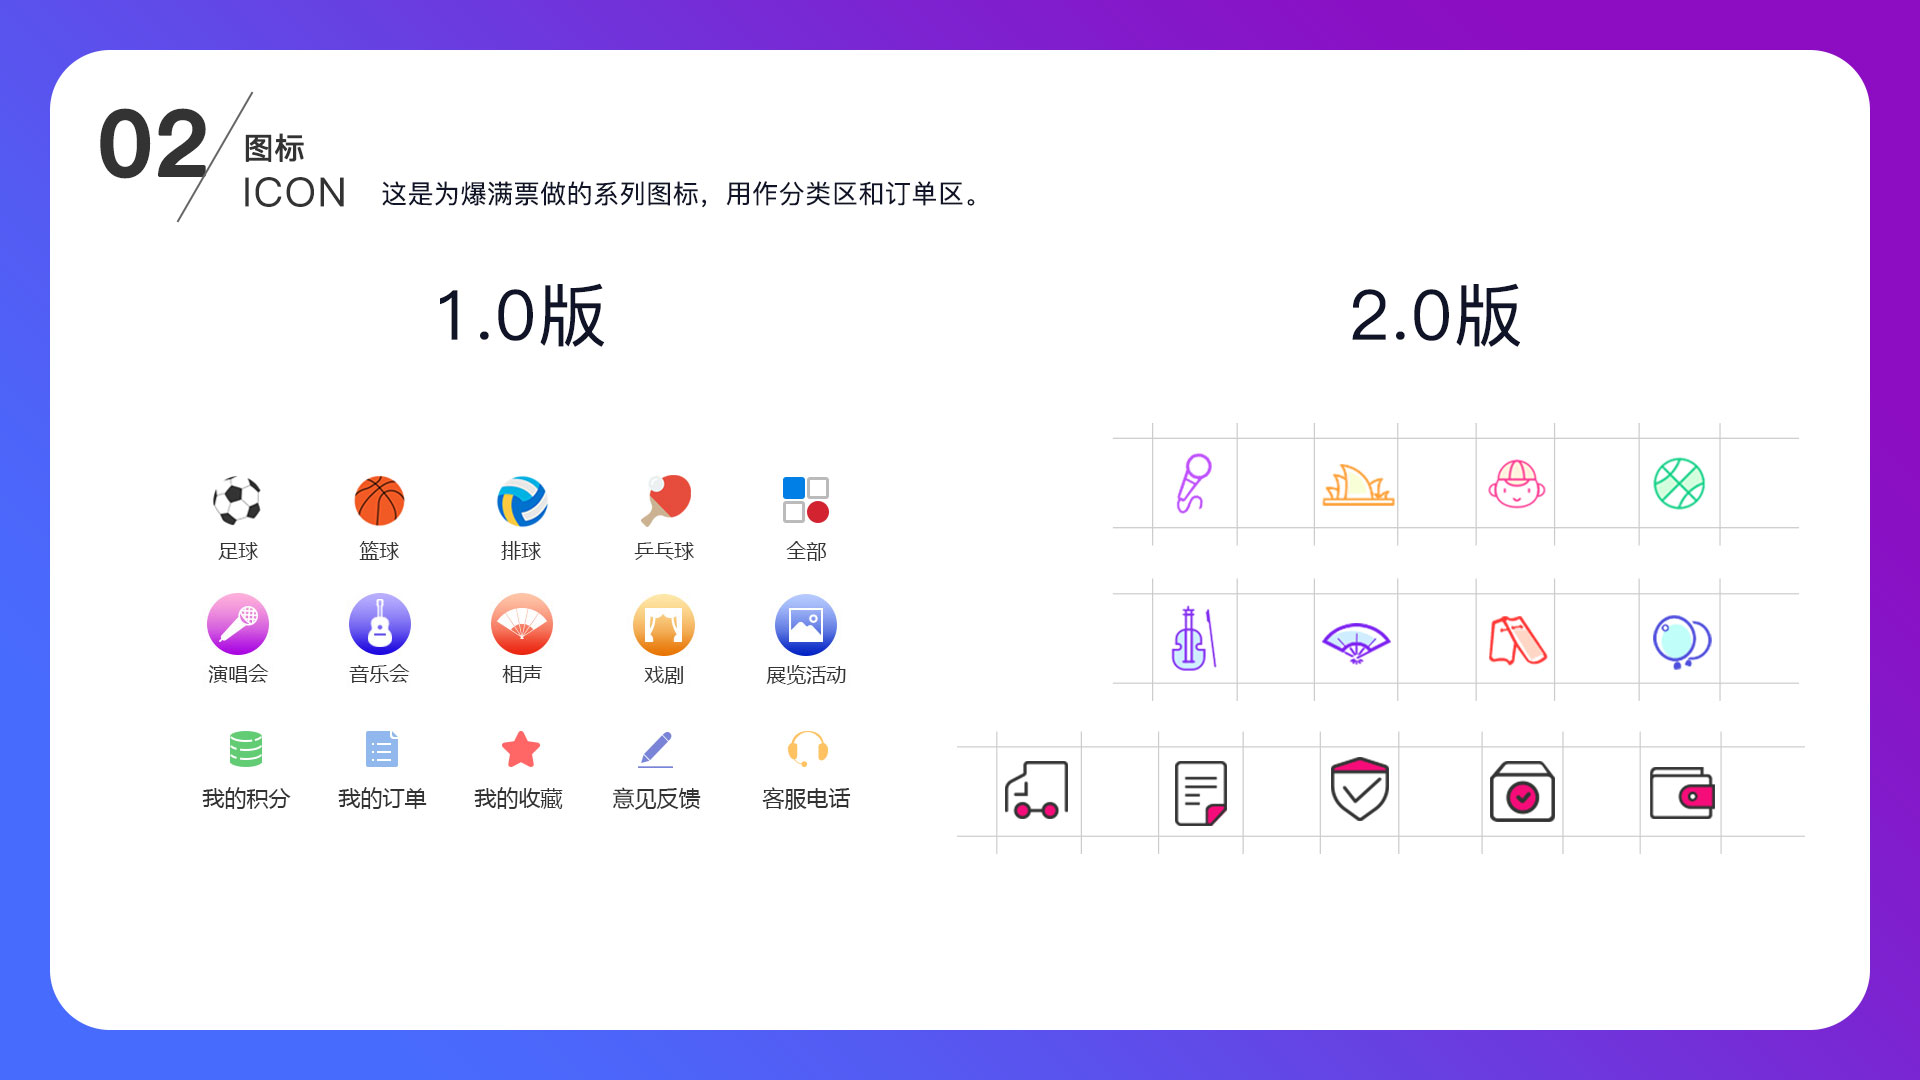 02
图标
ICON
这是为爆满票做的系列图标，用作分类区和订单区。
1.0版
2.0版
足球
篮球
排球
乒乓球
全部
演唱会
音乐会
相声
戏剧
展览活动
我的积分
我的订单
我的收藏
意见反馈
客服电话